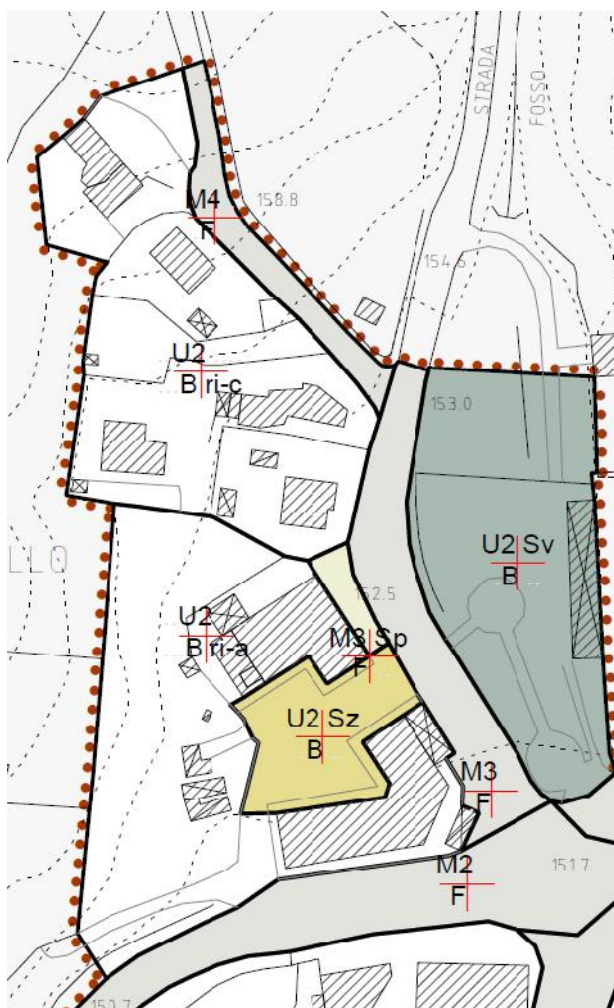 STRADA
FOSSO
M4
F
158.8
154.6
U2
B ri-c
153.0
U2 Sv
B
LLO
152.5
U2
B ri-a
M3 Sp
F
U2 Sz
B
M3
F
M2
F
151.7
150.7